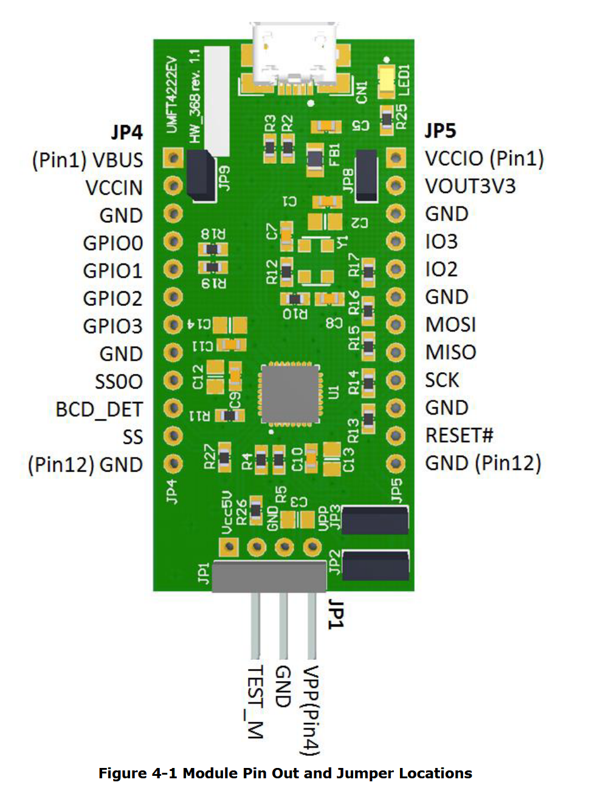 UMFT4222EV
HW_368 rev. 1.1
CN1
LED1
R25
C5
R3
R2
FB1
JP9
JP8
JP4
(Pin1) VBUS
VCCIN
GND
GPIO0
GPIO1
GPIO2
GPIO3
GND
SS0O
BCD_DET
SS
(Pin12) GND
JP5
VCCIO (Pin1)
VOUT3V3
GND
IO3
IO2
GND
MOSI
MISO
SCK
GND
RESET#
GND (Pin12)
C1
C2
C7
Y1
R18
R19
R12
R10
C8
R17
R16
R15
R14
R13
C14
C11
C12
C9
R11
U1
R27
R4
R5
C10
C13
JP4
JP5
Vcc5V
R26
GND
C3
VPP
JP3
JP2
JP1
JP1
TEST_M
GND
VPP(Pin4)
Figure 4-1 Module Pin Out and Jumper Locations